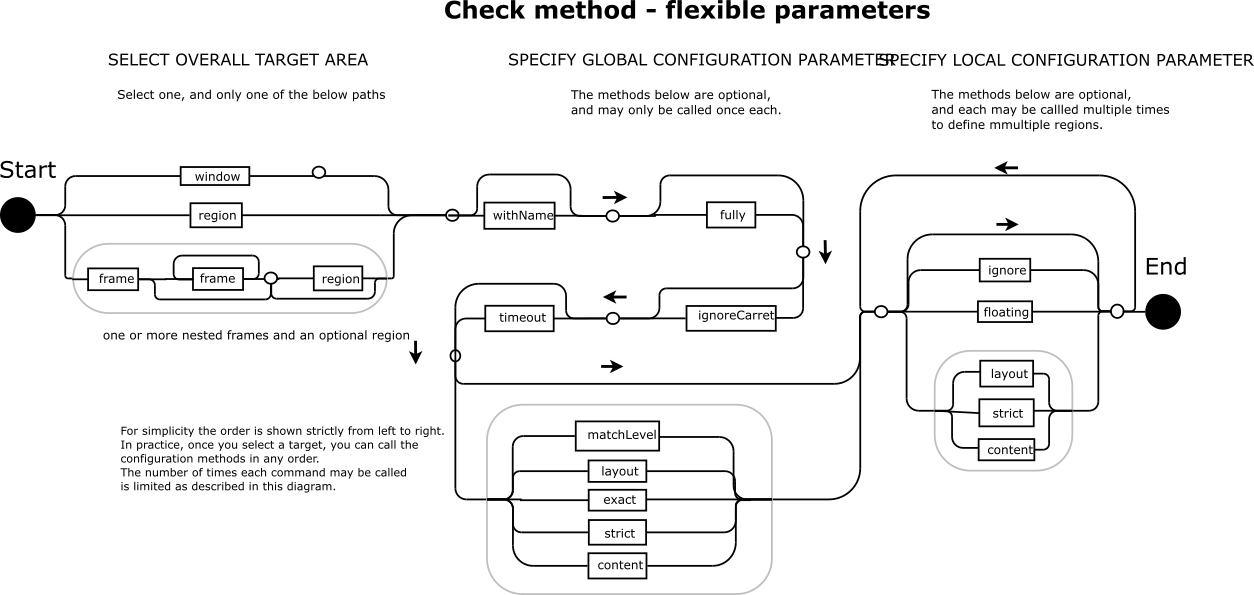 Check method - flexible parameters
SELECT OVERALL TARGET AREA
Select one, and only one of the below paths
SPECIFY GLOBAL CONFIGURATION PARAMETER
The methods below are optional,
and may only be called once each.
SPECIFY LOCAL CONFIGURATION PARAMETER
The methods below are optional,
and each may be callled multiple times
to define mmultiple regions.
Start
window
region
frame
frame
region
one or more nested frames and an optional region
For simplicity the order is shown strictly from left to right.
In practice, once you select a target, you can call the
configuration methods in any order.
The number of times each command may be called
is limited as described in this diagram.
withName
fully
timeout
ignoreCarret
matchLevel
layout
exact
strict
content
ignore
floating
layout
strict
content
End